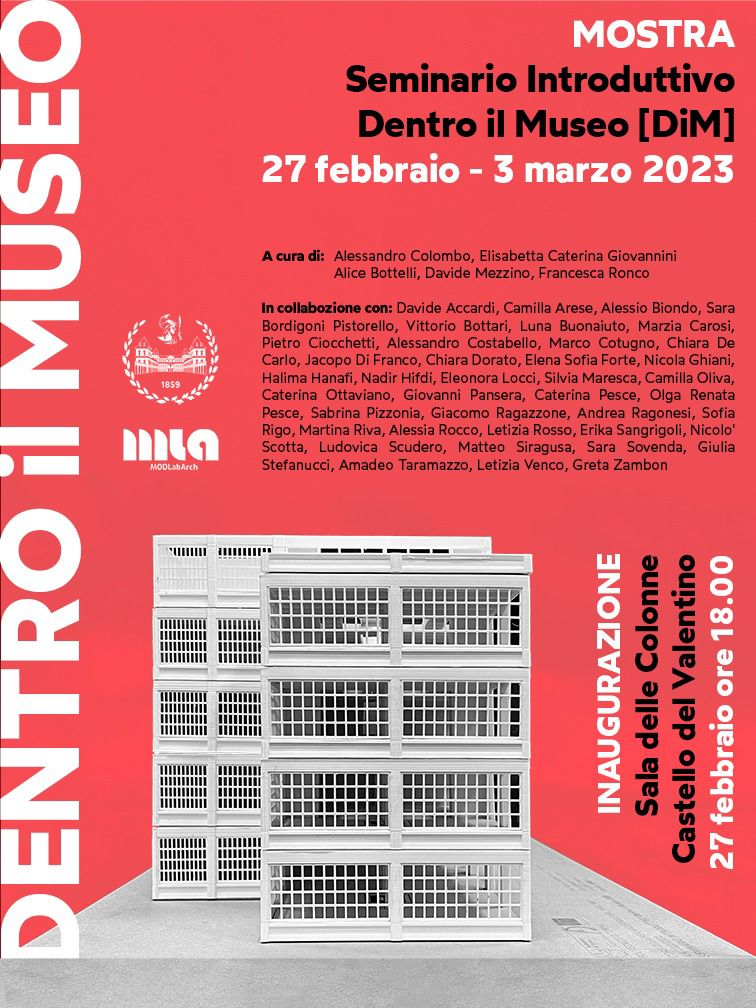 DENTRO il MUSEO
MOSTRA
Seminario Introduttivo
Dentro il Museo [DiM]
27 febbraio - 3 marzo 2023
A cura di: Alessandro Colombo, Elisabetta Caterina Giovannini
Alice Bottelli, Davide Mezzino, Francesca Ronco
In collabozione con: Davide Accardi, Camilla Arese, Alessio Biondo, Sara
Bordigoni Pistorello, Vittorio Bottari, Luna Buonaiuto, Marzia Carosi,
Pietro Ciocchetti, Alessandro Costabello, Marco Cotugno, Chiara De
Carlo, Jacopo Di Franco, Chiara Dorato, Elena Sofia Forte, Nicola Ghiani,
Halima Hanafi, Nadir Hifdi, Eleonora Locci, Silvia Maresca, Camilla Oliva,
Caterina Ottaviano, Giovanni Pansera, Caterina Pesce, Olga Renata
Pesce, Sabrina Pizzonia, Giacomo Ragazzone, Andrea Ragonesi, Sofia
Rigo, Martina Riva, Alessia Rocco, Letizia Rosso, Erika Sangrigoli, Nicolo'
Scotta, Ludovica Scudero, Matteo Siragusa, Sara Sovenda, Giulia
Stefanucci, Amadeo Taramazzo, Letizia Venco, Greta Zambon
1859
mla
MODLabArch
INAUGURAZIONE
Sala delle Colonne
Castello del Valentino
27 febbraio ore 18.00